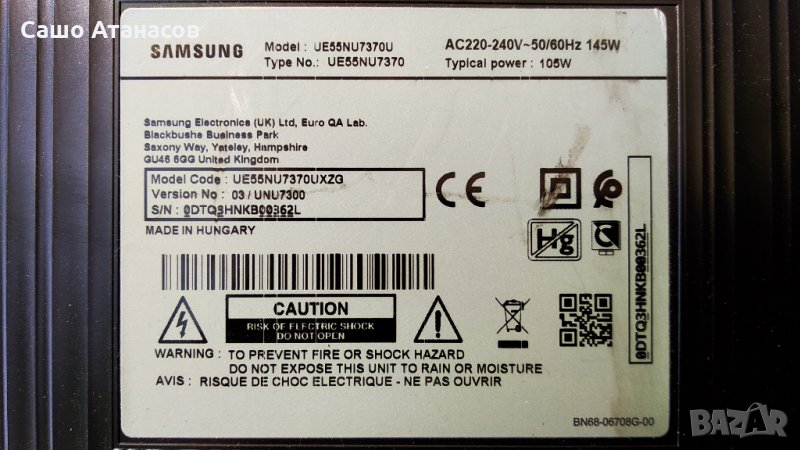 Сашо Атанасов
SAMSUNG
Model : UE55NU7370U
Type No.: UE55NU7370
AC220-240V~50/60Hz 145W
Typical power : 105W
Samsung Electronics (UK) Ltd, Euro QA Lab.
Blackbushe Business Park
Saxony Way, Yateley, Hampshire
GU46 6GG United Kingdom
Model Code : UE55NU7370UXZG
Version No : 03 / UNU7300
S/N : 0DTQ3HNKB00362L
MADE IN HUNGARY
CE
Hg
0DTQ3HNKB00362L
CAUTION
RISK OF ELECTRIC SHOCK
DO NOT OPEN
WARNING : TO PREVENT FIRE OR SHOCK HAZARD
DO NOT EXPOSE TO RAIN OR MOISTURE
AVIS : RISQUE DE CHOC ELECTRIQUE - NE PAS OUVRIR
BN68-06708G-00
BAZAR